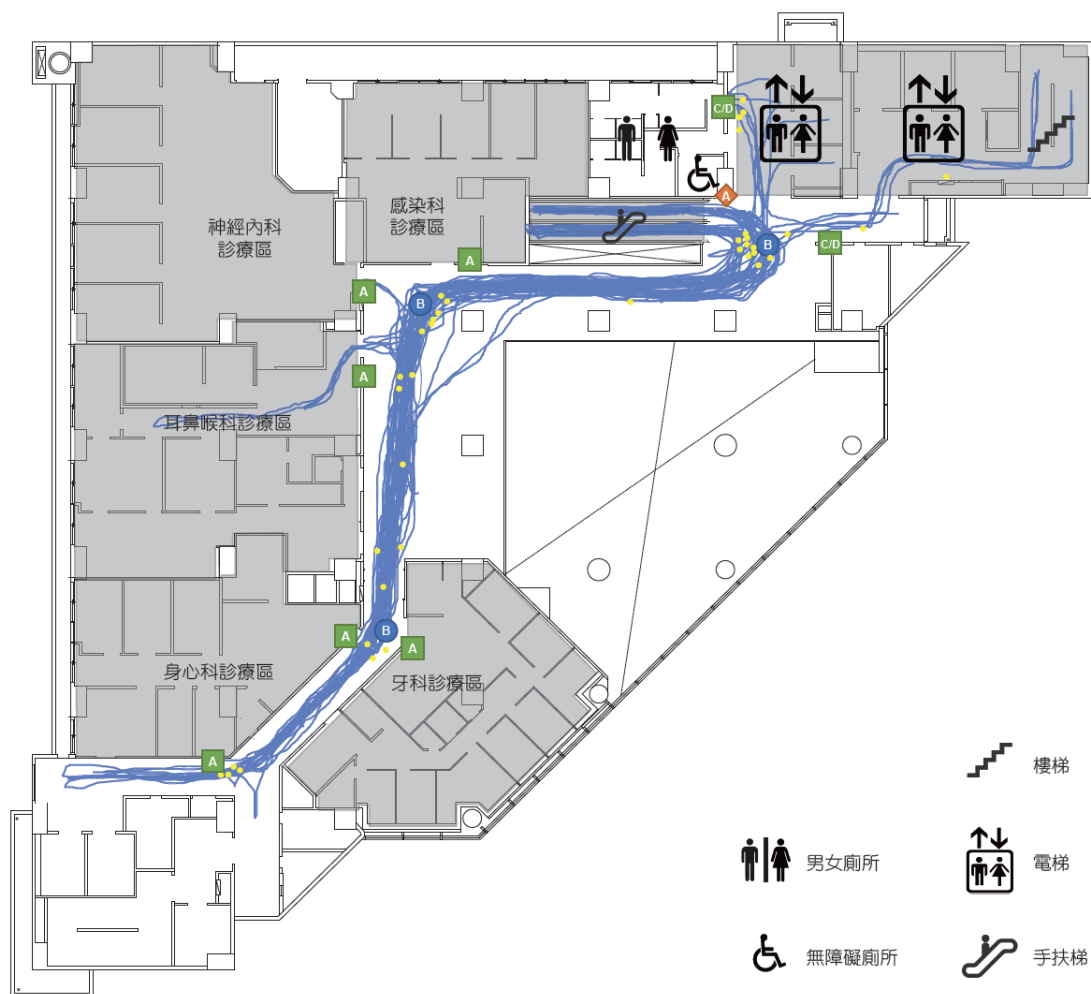 C/D
A
感染科
診療區
神經內科
診療區
A
B
C/D
A
A
B
A
耳鼻喉科診療區
B
A
A
身心科診療區
牙科診療區
A
樓梯
男女廁所
電梯
無障礙廁所
手扶梯